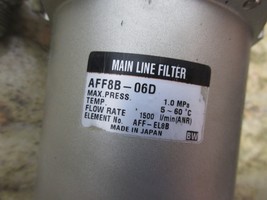 MAIN LINE FILTER
AFF8B-06D
MAX.PRESS. 1.0 MPa
TEMP. 5~60°C
FLOW RATE 1500 l/min(ANR)
ELEMENT No. AFF-EL8B
MADE IN JAPAN BW